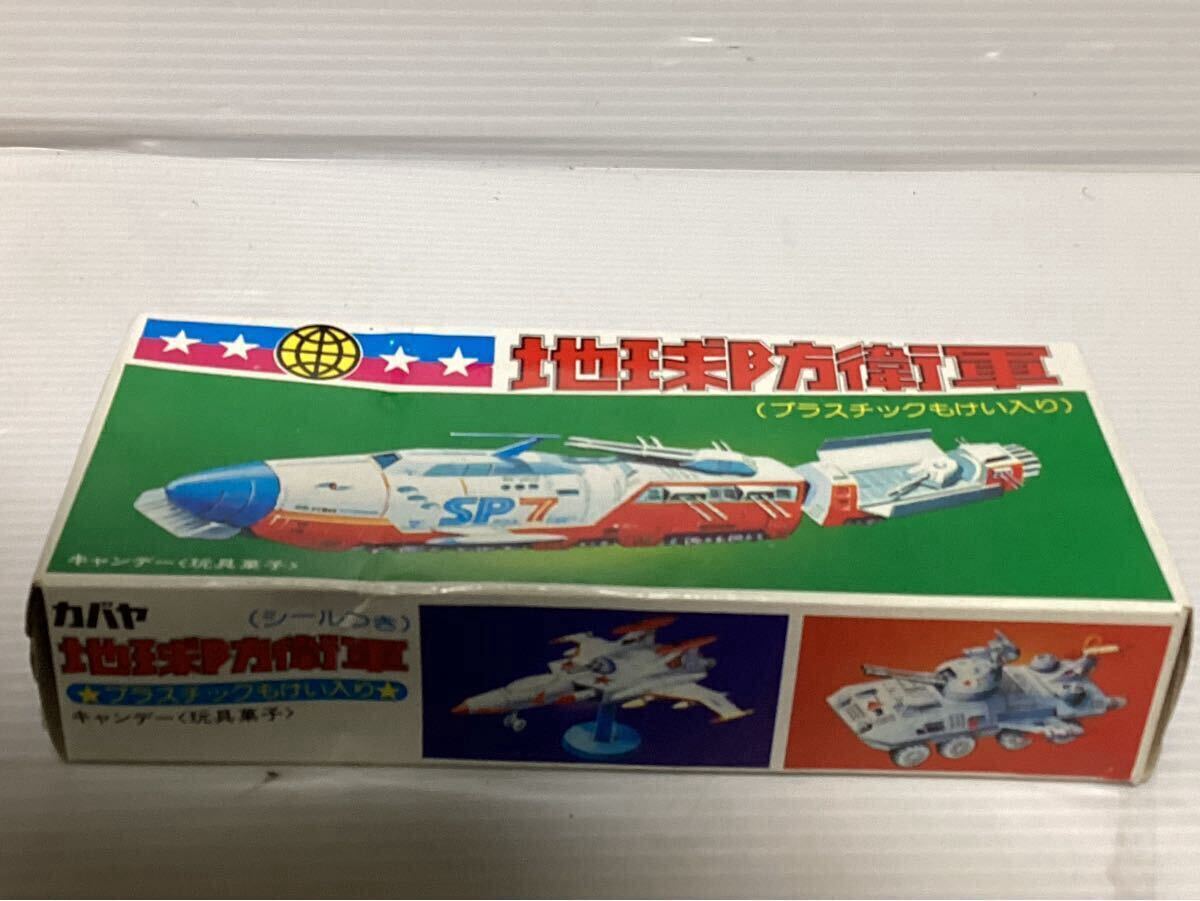 地球防衛軍
(プラスチックもけい入り)
SP7
キャンデー〈玩具菓子〉
カバヤ
(シールつき)
地球防衛軍
★プラスチックもけい入り★
キャンデー〈玩具菓子〉